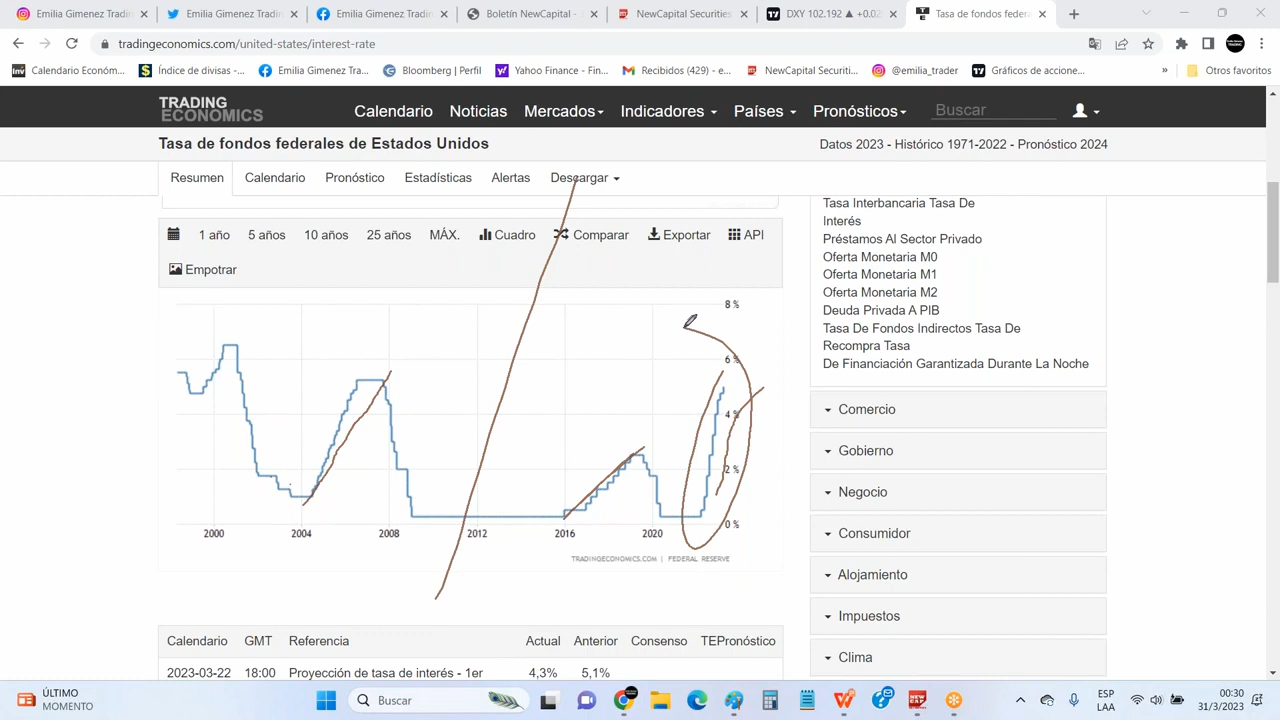 Emilia Gimenez Tradin
Emilia Gimenez Tradin
Emilia Gimenez Tradin
Boletín NewCapital - 
NewCapital Securities
DXY 102.192 ▲ +0.02
Tasa de fondos federa
tradingeconomics.com/united-states/interest-rate
Calendario Económ...
Índice de divisas -...
Emilia Gimenez Tra...
Bloomberg | Perfil
Yahoo Finance - Fin...
Recibidos (429) - e...
NewCapital Securiti...
@emilia_trader
Gráficos de accione...
»
Otros favoritos
TRADING
ECONOMICS
Calendario
Noticias
Mercados
Indicadores
Países
Pronósticos
Buscar
Tasa de fondos federales de Estados Unidos
Datos 2023 - Histórico 1971-2022 - Pronóstico 2024
Resumen
Calendario
Pronóstico
Estadísticas
Alertas
Descargar
1 año
5 años
10 años
25 años
MÁX.
Cuadro
Comparar
Exportar
API
Empotrar
8 %
6 %
4 %
2 %
0 %
2000
2004
2008
2012
2016
2020
TRADINGECONOMICS.COM | FEDERAL RESERVE
Calendario
GMT
Referencia
Actual
Anterior
Consenso
TEPronóstico
2023-03-22
18:00
Proyección de tasa de interés - 1er
4,3%
5,1%
Tasa Interbancaria Tasa De
Interés
Préstamos Al Sector Privado
Oferta Monetaria M0
Oferta Monetaria M1
Oferta Monetaria M2
Deuda Privada A PIB
Tasa De Fondos Indirectos Tasa De
Recompra Tasa
De Financiación Garantizada Durante La Noche
Comercio
Gobierno
Negocio
Consumidor
Alojamiento
Impuestos
Clima
ÚLTIMO
MOMENTO
Buscar
ESP
LAA
00:30
31/3/2023